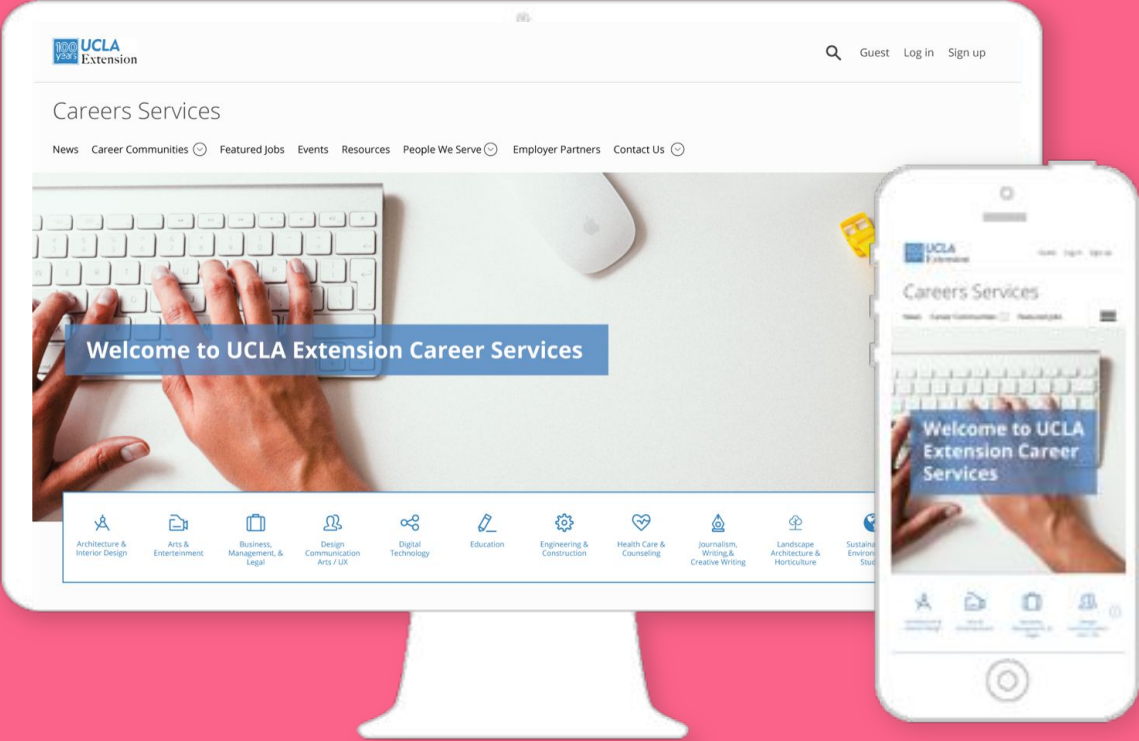 100 years UCLA Extension
Guest Log in Sign up
Careers Services
News Career Communities Featured Jobs Events Resources People We Serve Employer Partners Contact Us
Welcome to UCLA Extension Career Services
Architecture &
Interior Design
Arts &
Enterteinment
Business,
Management, &
Legal
Design
Communication
Arts / UX
Digital
Technology
Education
Engineering &
Construction
Health Care &
Counseling
Journalism,
Writing,&
Creative Writing
Landscape
Architecture &
Horticulture
UCLA
Extension
Careers Services
Welcome to UCLA
Extension Career
Services